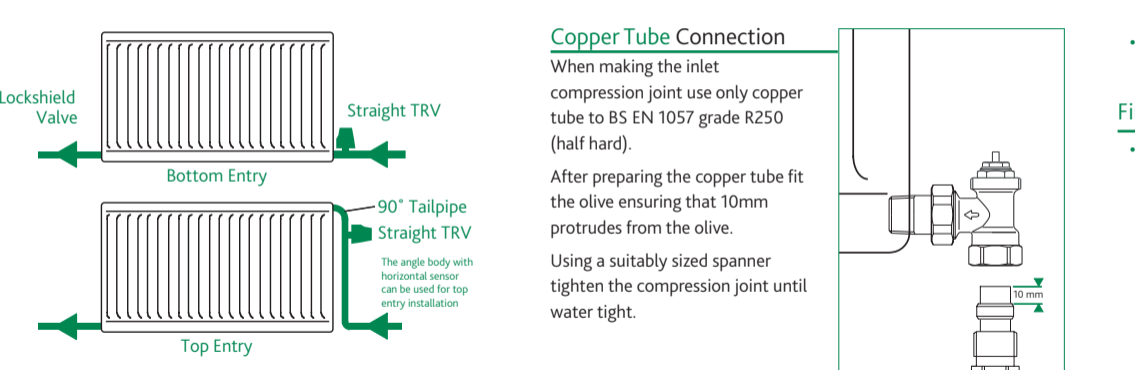 Lockshield
Valve
Straight TRV
Bottom Entry
90˚ Tailpipe
Straight TRV
The angle body with
horizontal sensor
can be used for top
entry installation
Top Entry
Copper Tube Connection
When making the inlet
compression joint use only copper
tube to BS EN 1057 grade R250
(half hard).
After preparing the copper tube fit
the olive ensuring that 10mm
protrudes from the olive.
Using a suitably sized spanner
tighten the compression joint until
water tight.
10 mm
•
Fi
•